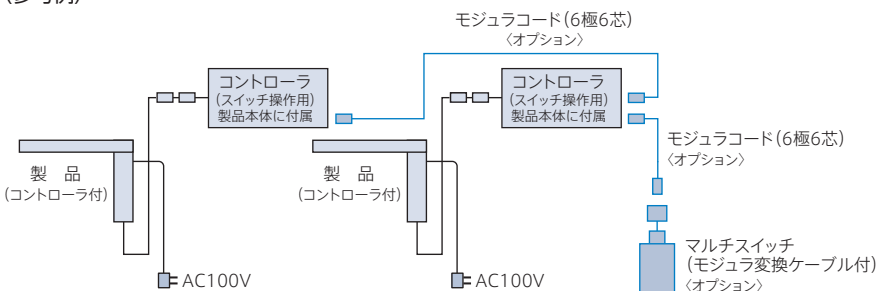 モジュラコード(6極6芯)
〈オプション〉
コントローラ
(スイッチ操作用)
製品本体に付属
コントローラ
(スイッチ操作用)
製品本体に付属
モジュラコード(6極6芯)
〈オプション〉
製 品
(コントローラ付)
製 品
(コントローラ付)
AC100V
AC100V
マルチスイッチ
(モジュラ変換ケーブル付)
〈オプション〉